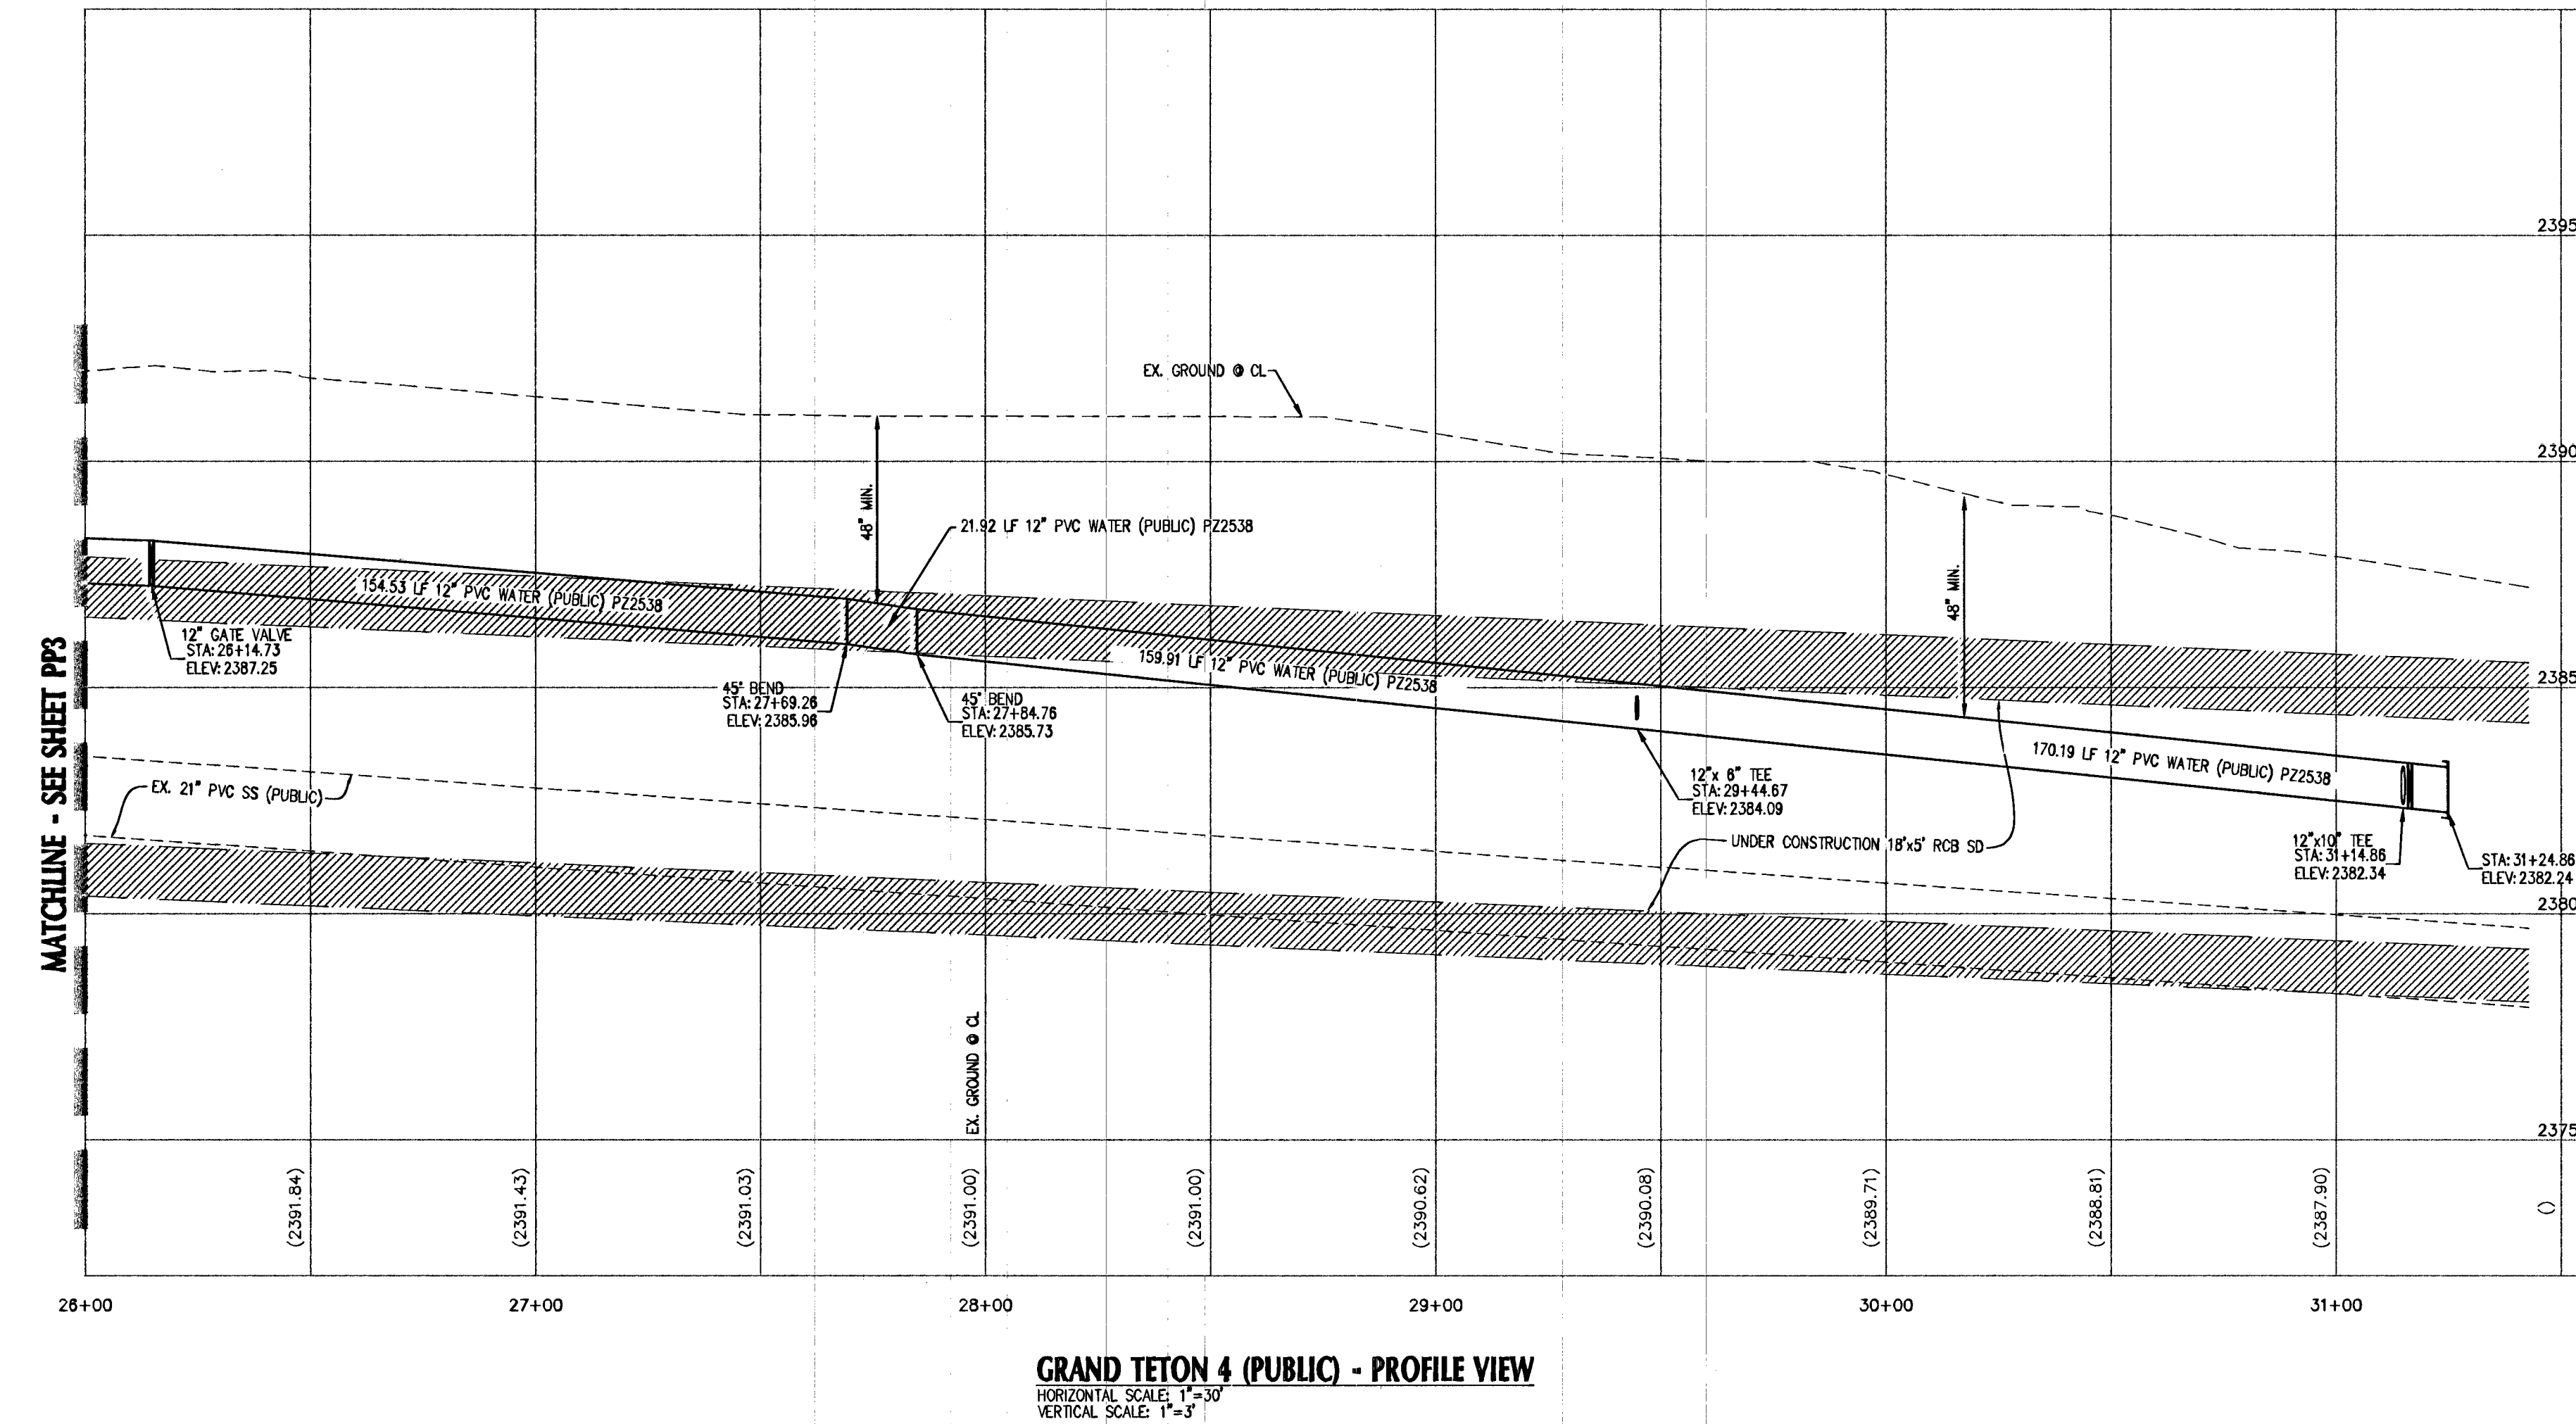 2395
EX. GROUND @ CL
2390
48" MIN.
21.92 LF 12" PVC WATER (PUBLIC) PZ2538
48" MIN.
154.53 LF 12" PVC WATER (PUBLIC) PZ2538
12" GATE VALVE
STA: 26+14.73
ELEV: 2387.25
MATCHLINE - SEE SHEET PP3
159.91 LF 12" PVC WATER (PUBLIC) PZ2538
2385
45° BEND
STA: 27+69.26
ELEV: 2385.96
45° BEND
STA: 27+84.76
ELEV: 2385.73
170.19 LF 12" PVC WATER (PUBLIC) PZ2538
12"x 6" TEE
STA: 29+44.67
ELEV: 2384.09
EX. 21" PVC SS (PUBLIC)
UNDER CONSTRUCTION 18'x5' RCB SD
12"x10" TEE
STA: 31+14.86
ELEV: 2382.34
STA: 31+24.86
ELEV: 2382.24
2380
EX. GROUND @ CL
2375
(2391.84)
(2391.43)
(2391.03)
(2391.00)
(2391.00)
(2390.62)
(2390.08)
(2389.71)
(2388.81)
(2387.90)
()
26+00
27+00
28+00
29+00
30+00
31+00
GRAND TETON 4 (PUBLIC) - PROFILE VIEW
HORIZONTAL SCALE: 1"=30'
VERTICAL SCALE: 1"=3'